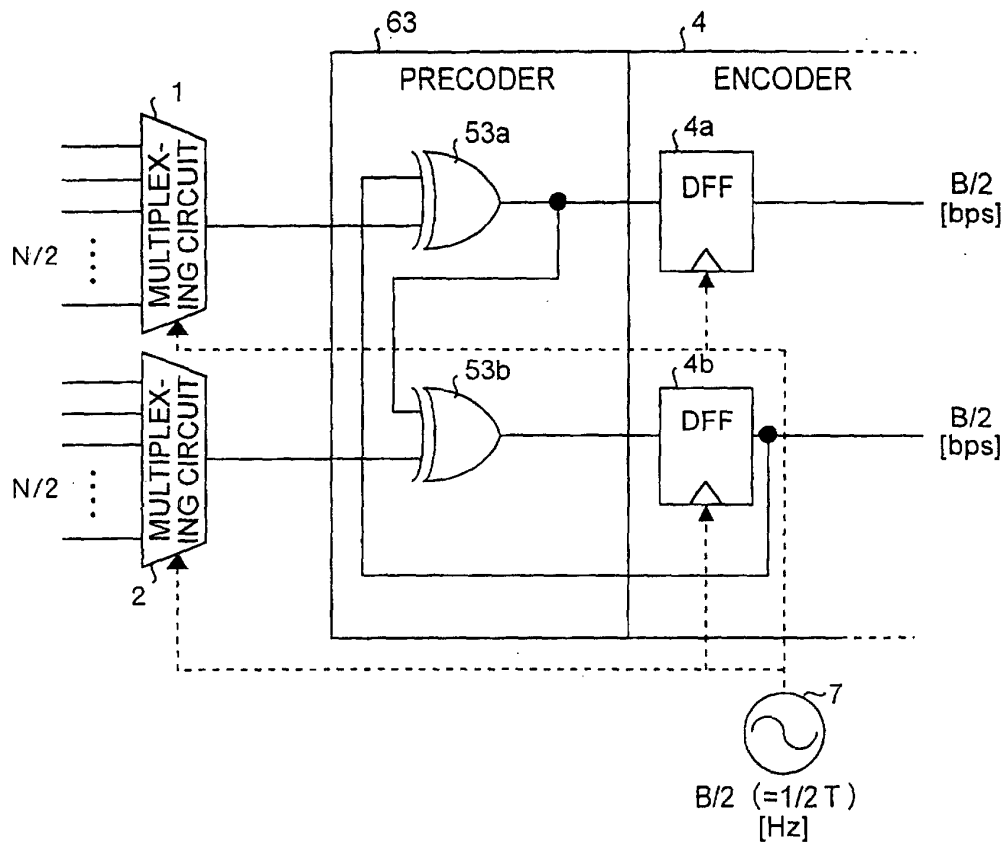 63
4
PRECODER
ENCODER
1
53a
4a
MULTIPLEX-
ING CIRCUIT
DFF
B/2
[bps]
N/2
53b
4b
MULTIPLEX-
ING CIRCUIT
DFF
B/2
[bps]
N/2
2
7
B/2 (=1/2T)
[Hz]